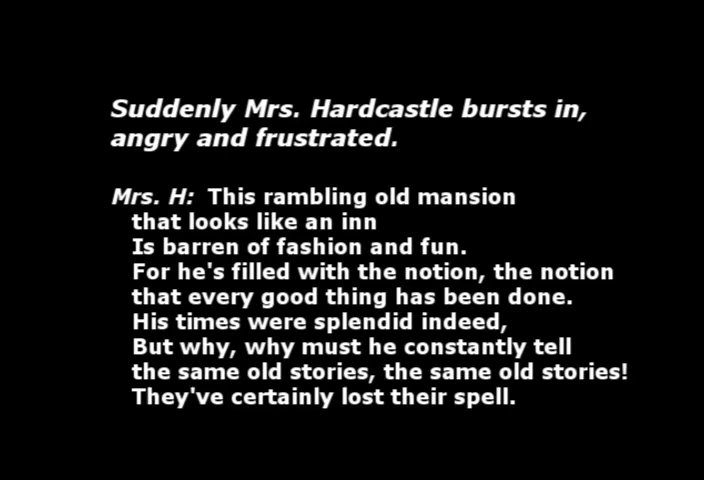 Suddenly Mrs. Hardcastle bursts in,
angry and frustrated.
Mrs. H: This rambling old mansion
that looks like an inn
Is barren of fashion and fun.
For he's filled with the notion, the notion
that every good thing has been done.
His times were splendid indeed,
But why, why must he constantly tell
the same old stories, the same old stories!
They've certainly lost their spell.